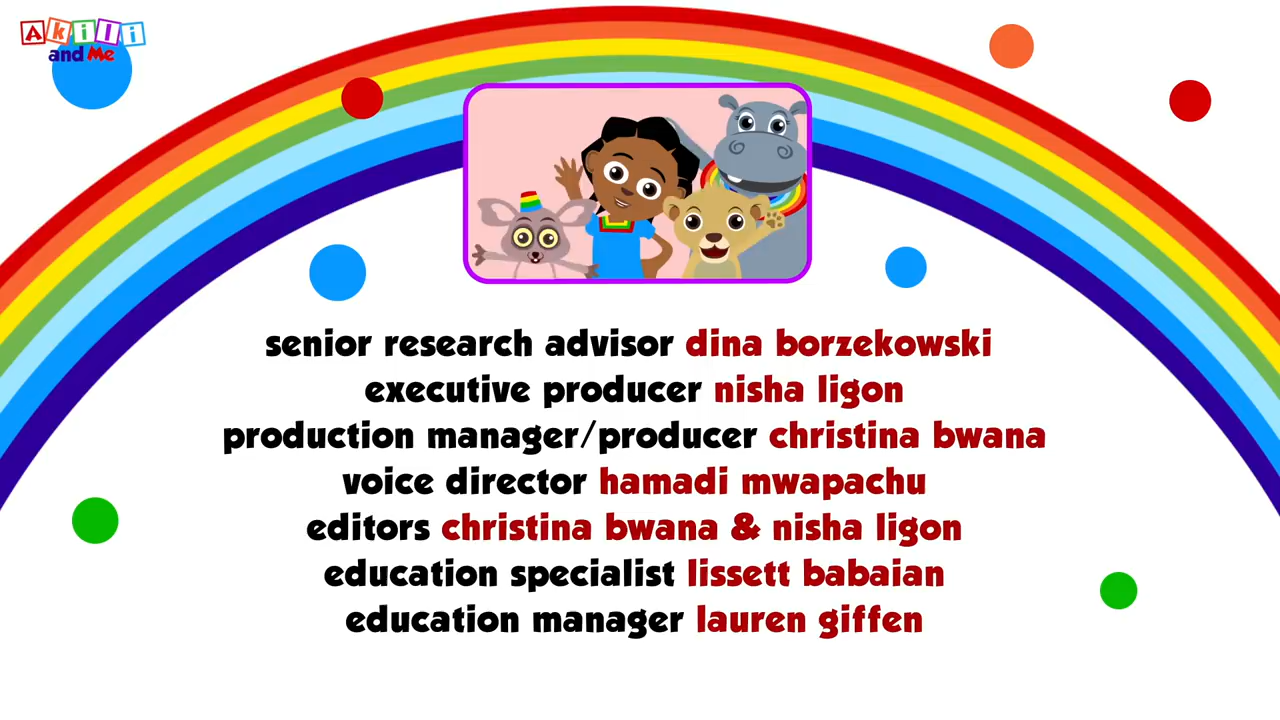 Akili
and Me
senior research advisor dina borzekowski
executive producer nisha ligon
production manager/producer christina bwana
voice director hamadi mwapachu
editors christina bwana & nisha ligon
education specialist lissett babaian
education manager lauren giffen